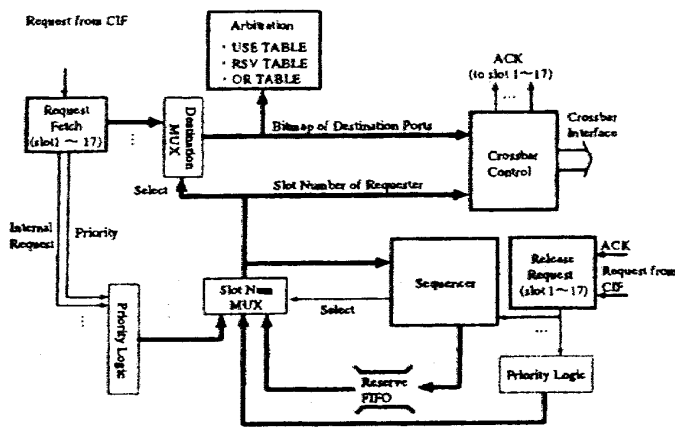 Request from CIF
Arbitration
· USE TABLE
· RSV TABLE
· OR TABLE
ACK
(to slot 1～17)
...
Request
Fetch
(slot1 ～ 17)
...
Destination
MUX
Bitmap of Destination Ports
Crossbar
Interface
Crossbar
Control
Select
Slot Number of Requester
Internal
Request
Priority
Priority Logic
Slot Num
MUX
Select
Sequencer
Release
Request
(slot 1～17)
ACK
Request from
CIF
...
Reserve
FIFO
Priority Logic